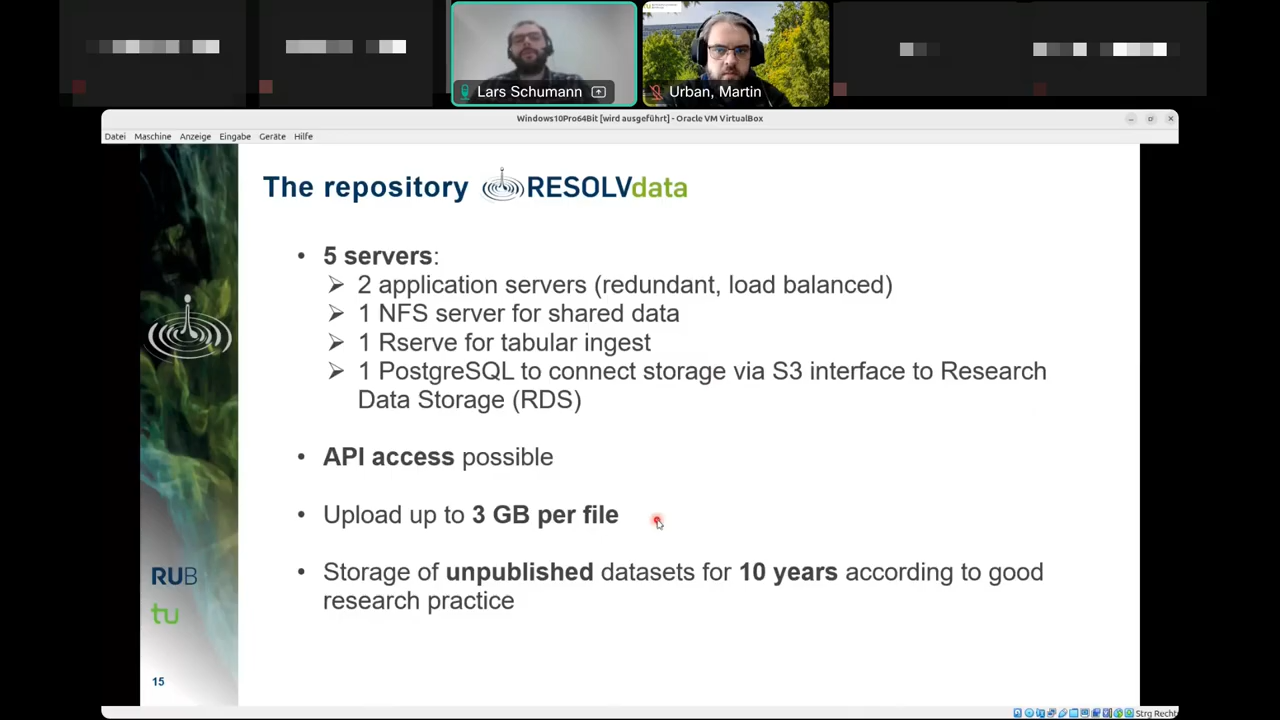 Lars Schumann
Urban, Martin
Windows10Pro64Bit [wird ausgeführt] - Oracle VM VirtualBox
Datei Maschine Anzeige Eingabe Geräte Hilfe
The repository RESOLVdata
• 5 servers:
➢ 2 application servers (redundant, load balanced)
➢ 1 NFS server for shared data
➢ 1 Rserve for tabular ingest
➢ 1 PostgreSQL to connect storage via S3 interface to Research
Data Storage (RDS)
• API access possible
• Upload up to 3 GB per file
• Storage of unpublished datasets for 10 years according to good
research practice
RUB
tu
15
Strg Recht